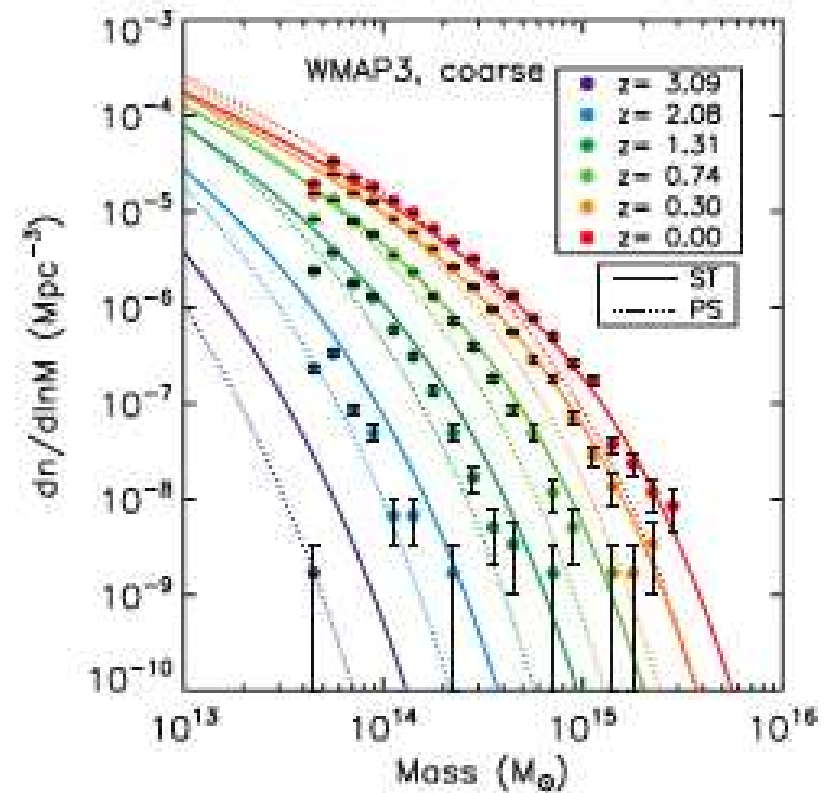 10⁻³
10⁻⁴
10⁻⁵
10⁻⁶
10⁻⁷
10⁻⁸
10⁻⁹
10⁻¹⁰
dn/dlnM (Mpc⁻³)
WMAP3, coarse
z= 3.09
z= 2.08
z= 1.31
z= 0.74
z= 0.30
z= 0.00
ST
PS
10¹³ 10¹⁴ 10¹⁵ 10¹⁶
Mass (M⊙)